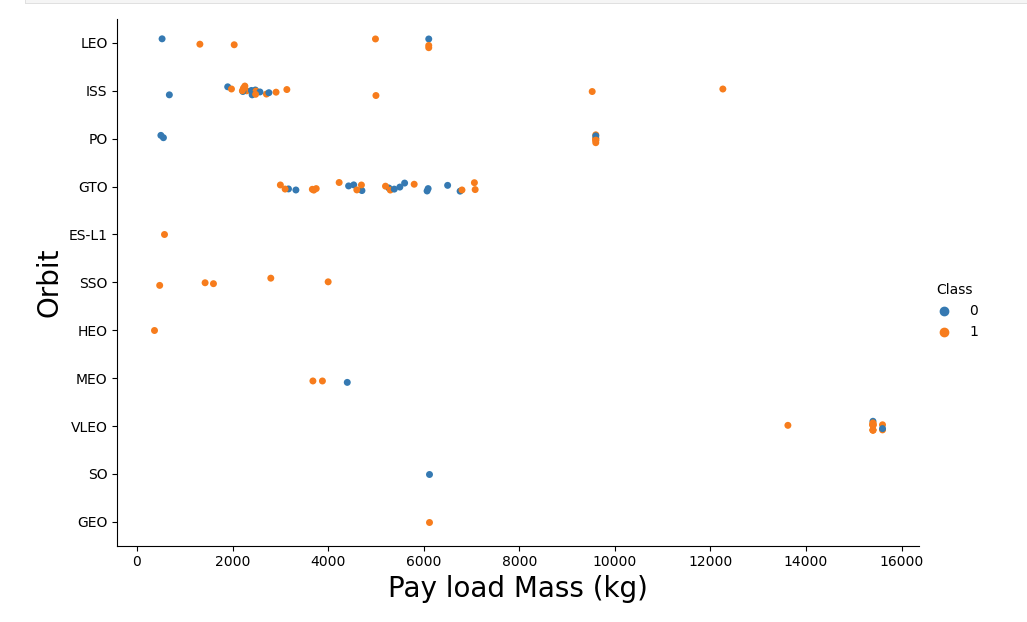 LEO
ISS
PO
GTO
ES-L1
SSO
HEO
MEO
VLEO
SO
GEO
Orbit
0 2000 4000 6000 8000 10000 12000 14000 16000
Pay load Mass (kg)
Class
0
1